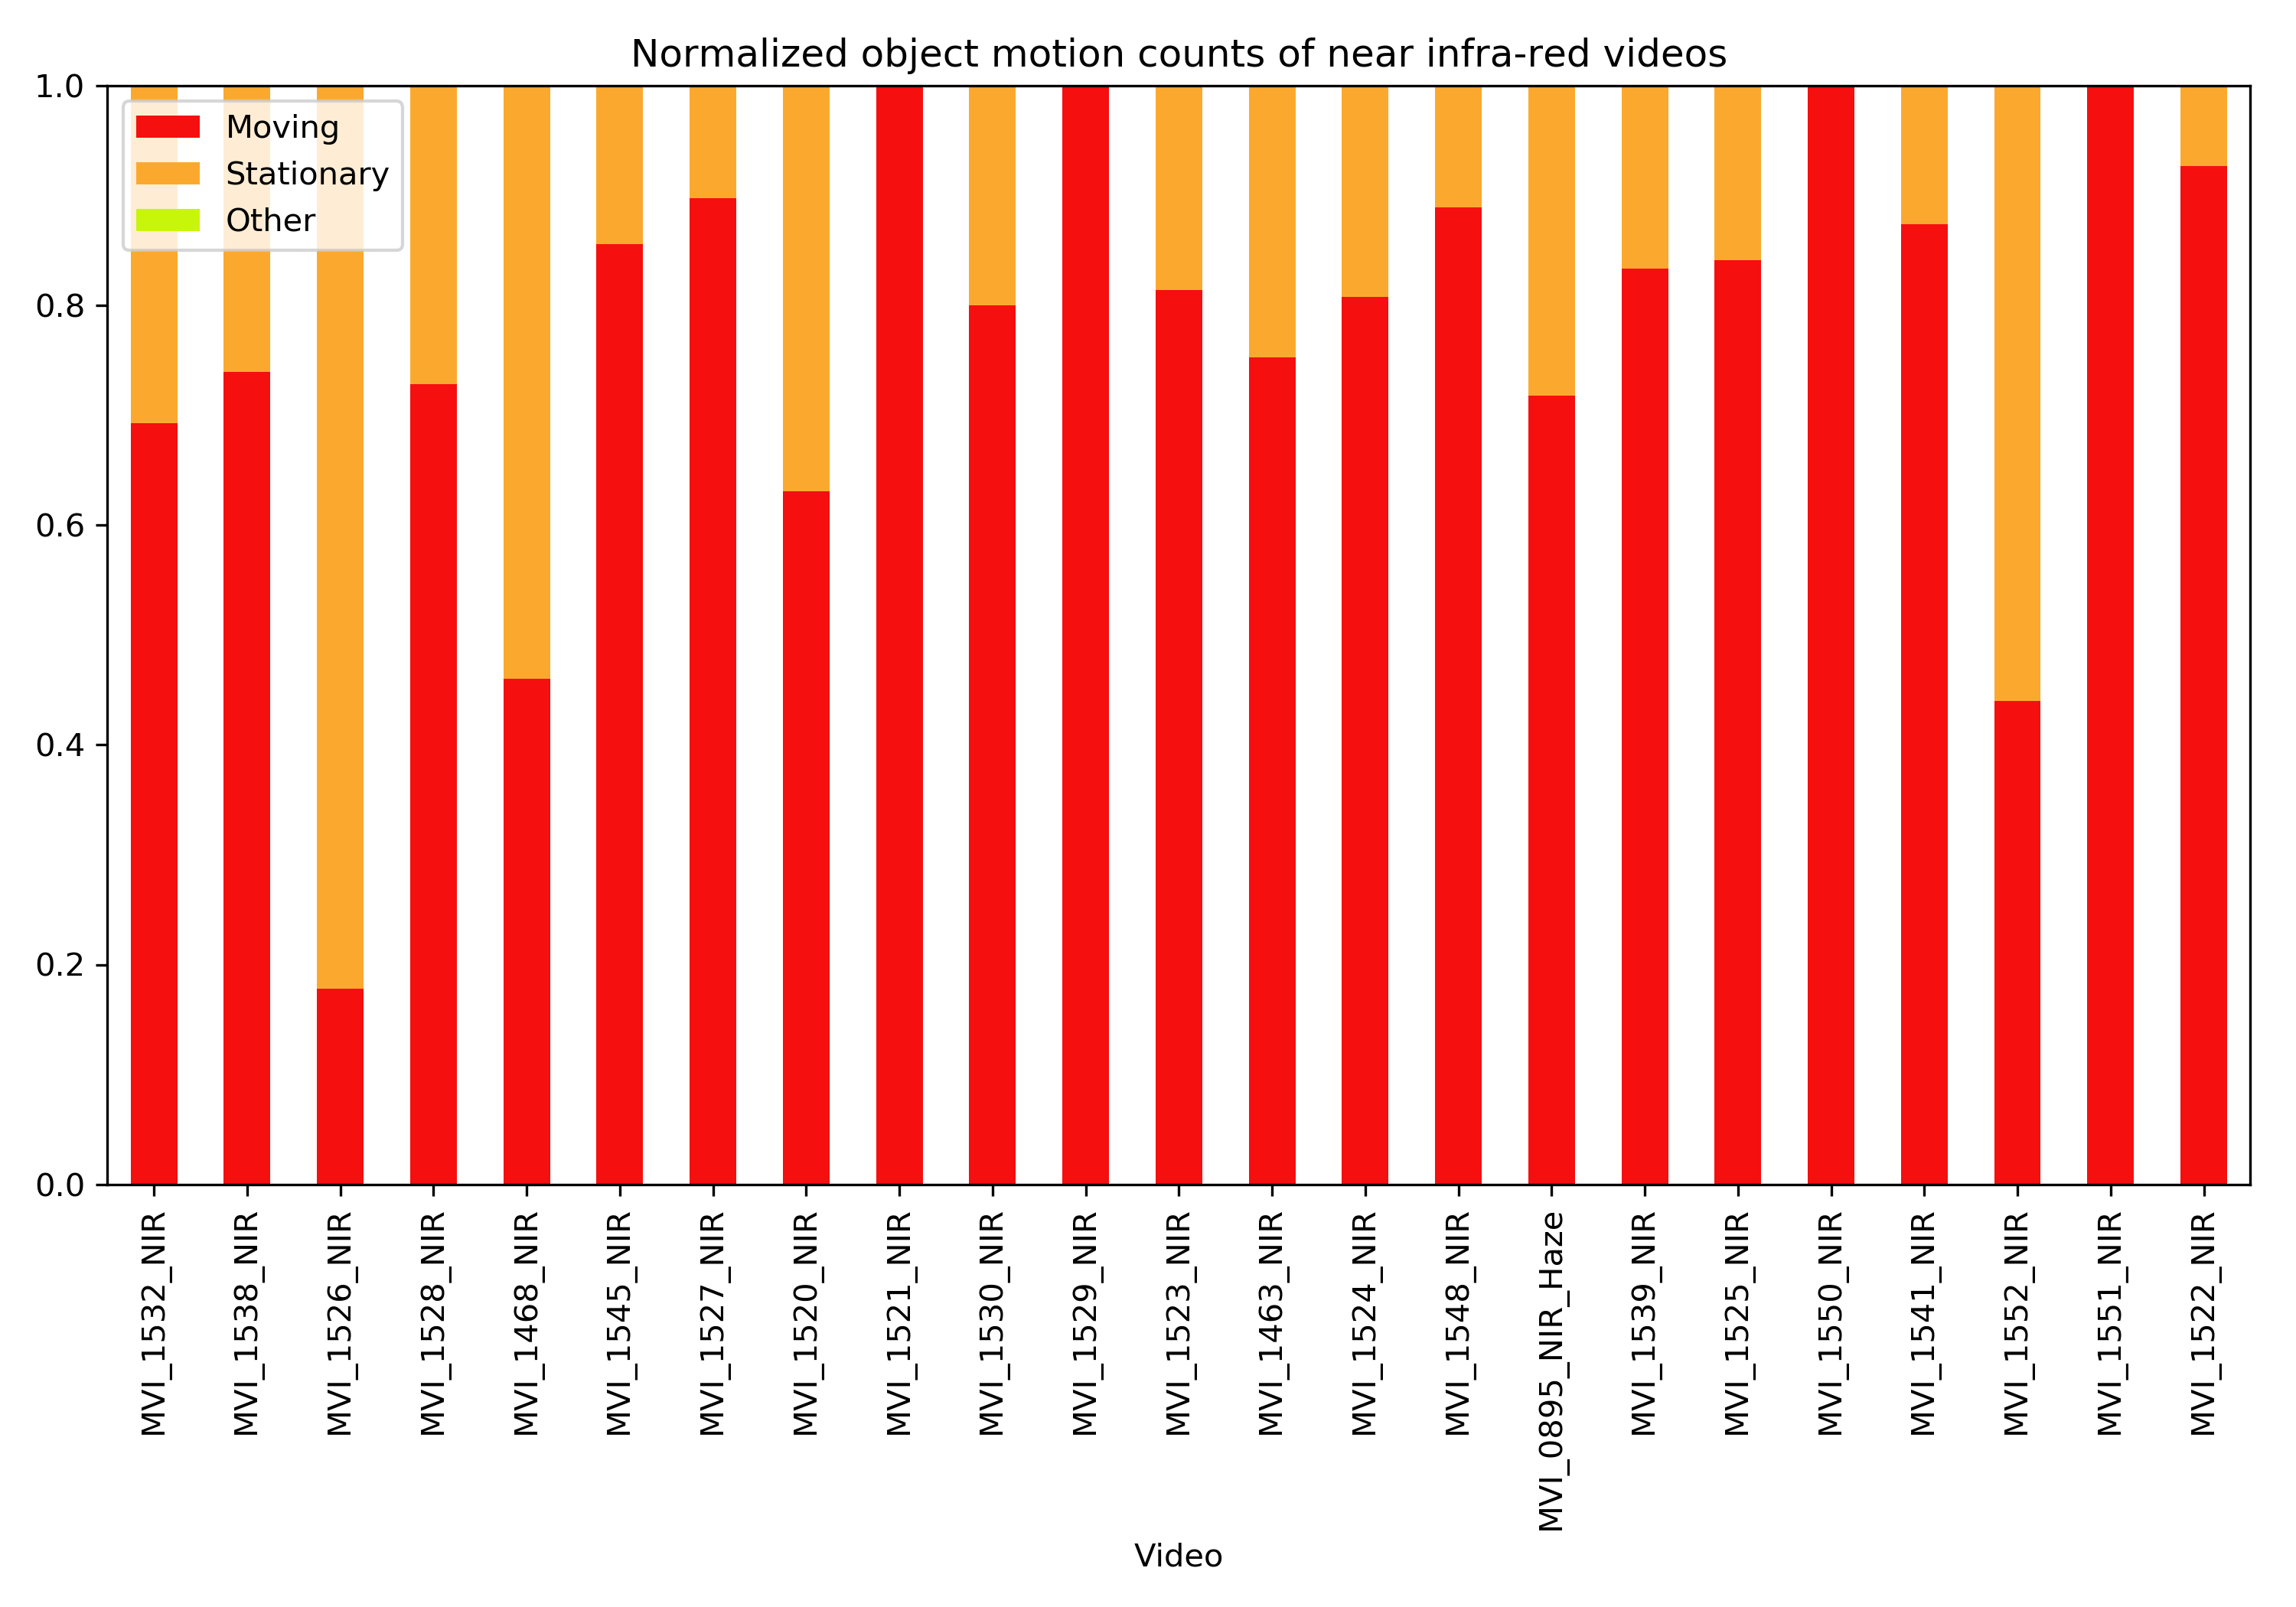 Normalized object motion counts of near infra-red videos
1.0
0.8
0.6
0.4
0.2
0.0
Moving
Stationary
Other
MVI_1532_NIR
MVI_1538_NIR
MVI_1526_NIR
MVI_1528_NIR
MVI_1468_NIR
MVI_1545_NIR
MVI_1527_NIR
MVI_1520_NIR
MVI_1521_NIR
MVI_1530_NIR
MVI_1529_NIR
MVI_1523_NIR
MVI_1463_NIR
MVI_1524_NIR
MVI_1548_NIR
MVI_0895_NIR_Haze
MVI_1539_NIR
MVI_1525_NIR
MVI_1550_NIR
MVI_1541_NIR
MVI_1552_NIR
MVI_1551_NIR
MVI_1522_NIR
Video